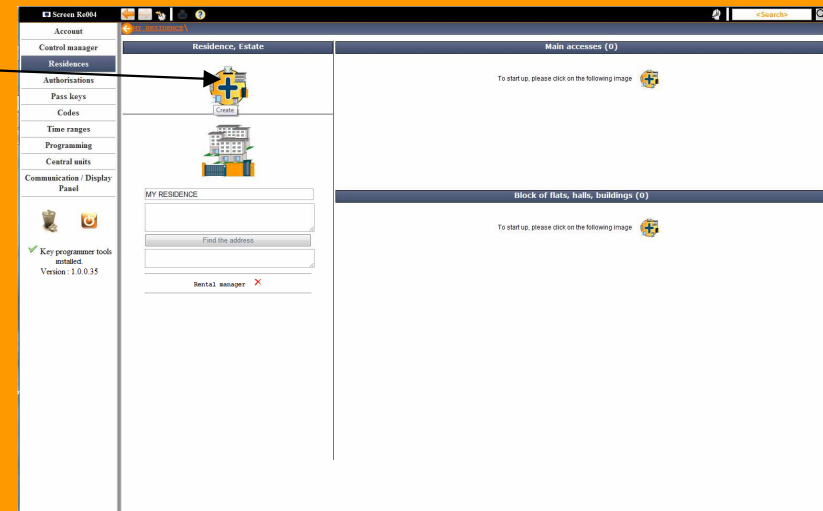 Screen Re004
<Search>
MY RESIDENCE\
Account
Control manager
Residences
Authorisations
Pass keys
Codes
Time ranges
Programming
Central units
Communication / Display
Panel
Key programmer tools
installed.
Version : 1.0.0.35
Residence, Estate
Create
MY RESIDENCE
Find the address
Rental manager
Main accesses (0)
To start up, please click on the following image
Block of flats, halls, buildings (0)
To start up, please click on the following image